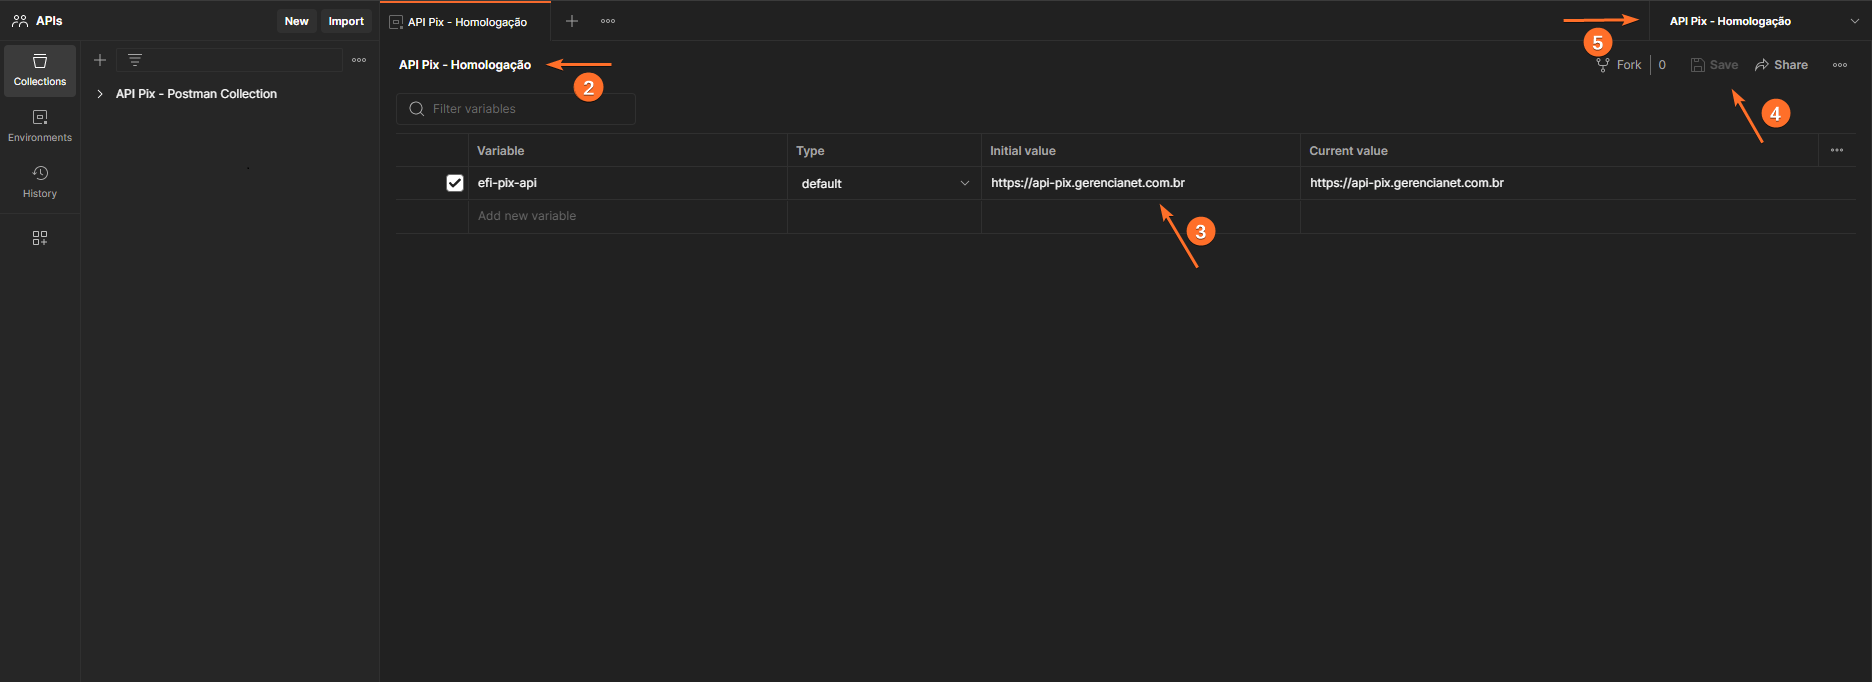 APIs
New
Import
API Pix - Homologação
API Pix - Homologação
5
API Pix - Homologação
2
Fork
0
Save
Share
Collections
API Pix - Postman Collection
Filter variables
4
Environments
Variable
Type
Initial value
Current value
efi-pix-api
default
https://api-pix.gerencianet.com.br
https://api-pix.gerencianet.com.br
History
Add new variable
3